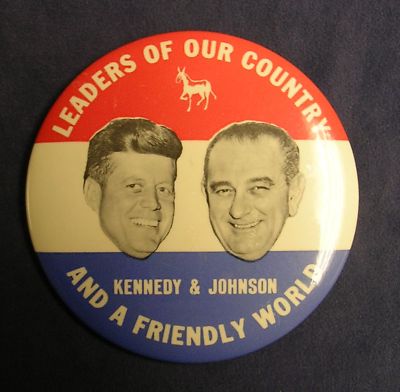 LEADERS OF OUR COUNTRY
KENNEDY & JOHNSON
AND A FRIENDLY WORLD